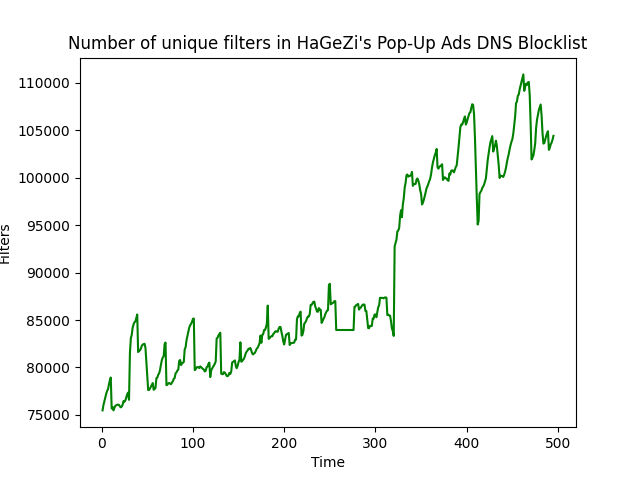 Number of unique filters in HaGeZi's Pop-Up Ads DNS Blocklist
110000
105000
100000
95000
90000
85000
80000
75000
Filters
0 100 200 300 400 500
Time